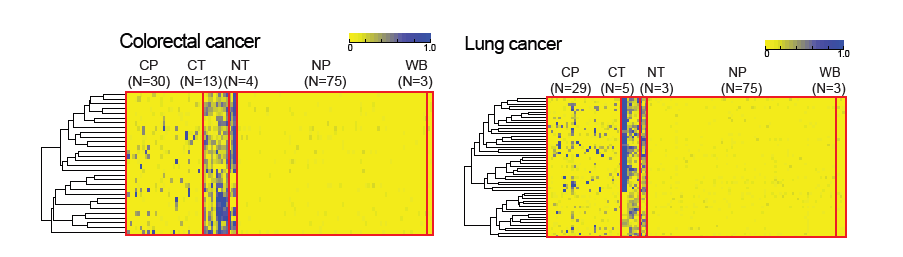 Colorectal cancer
0 1.0
CP CT NT NP WB
(N=30) (N=13) (N=4) (N=75) (N=3)
Lung cancer
0 1.0
CP CT NT NP WB
(N=29) (N=5) (N=3) (N=75) (N=3)